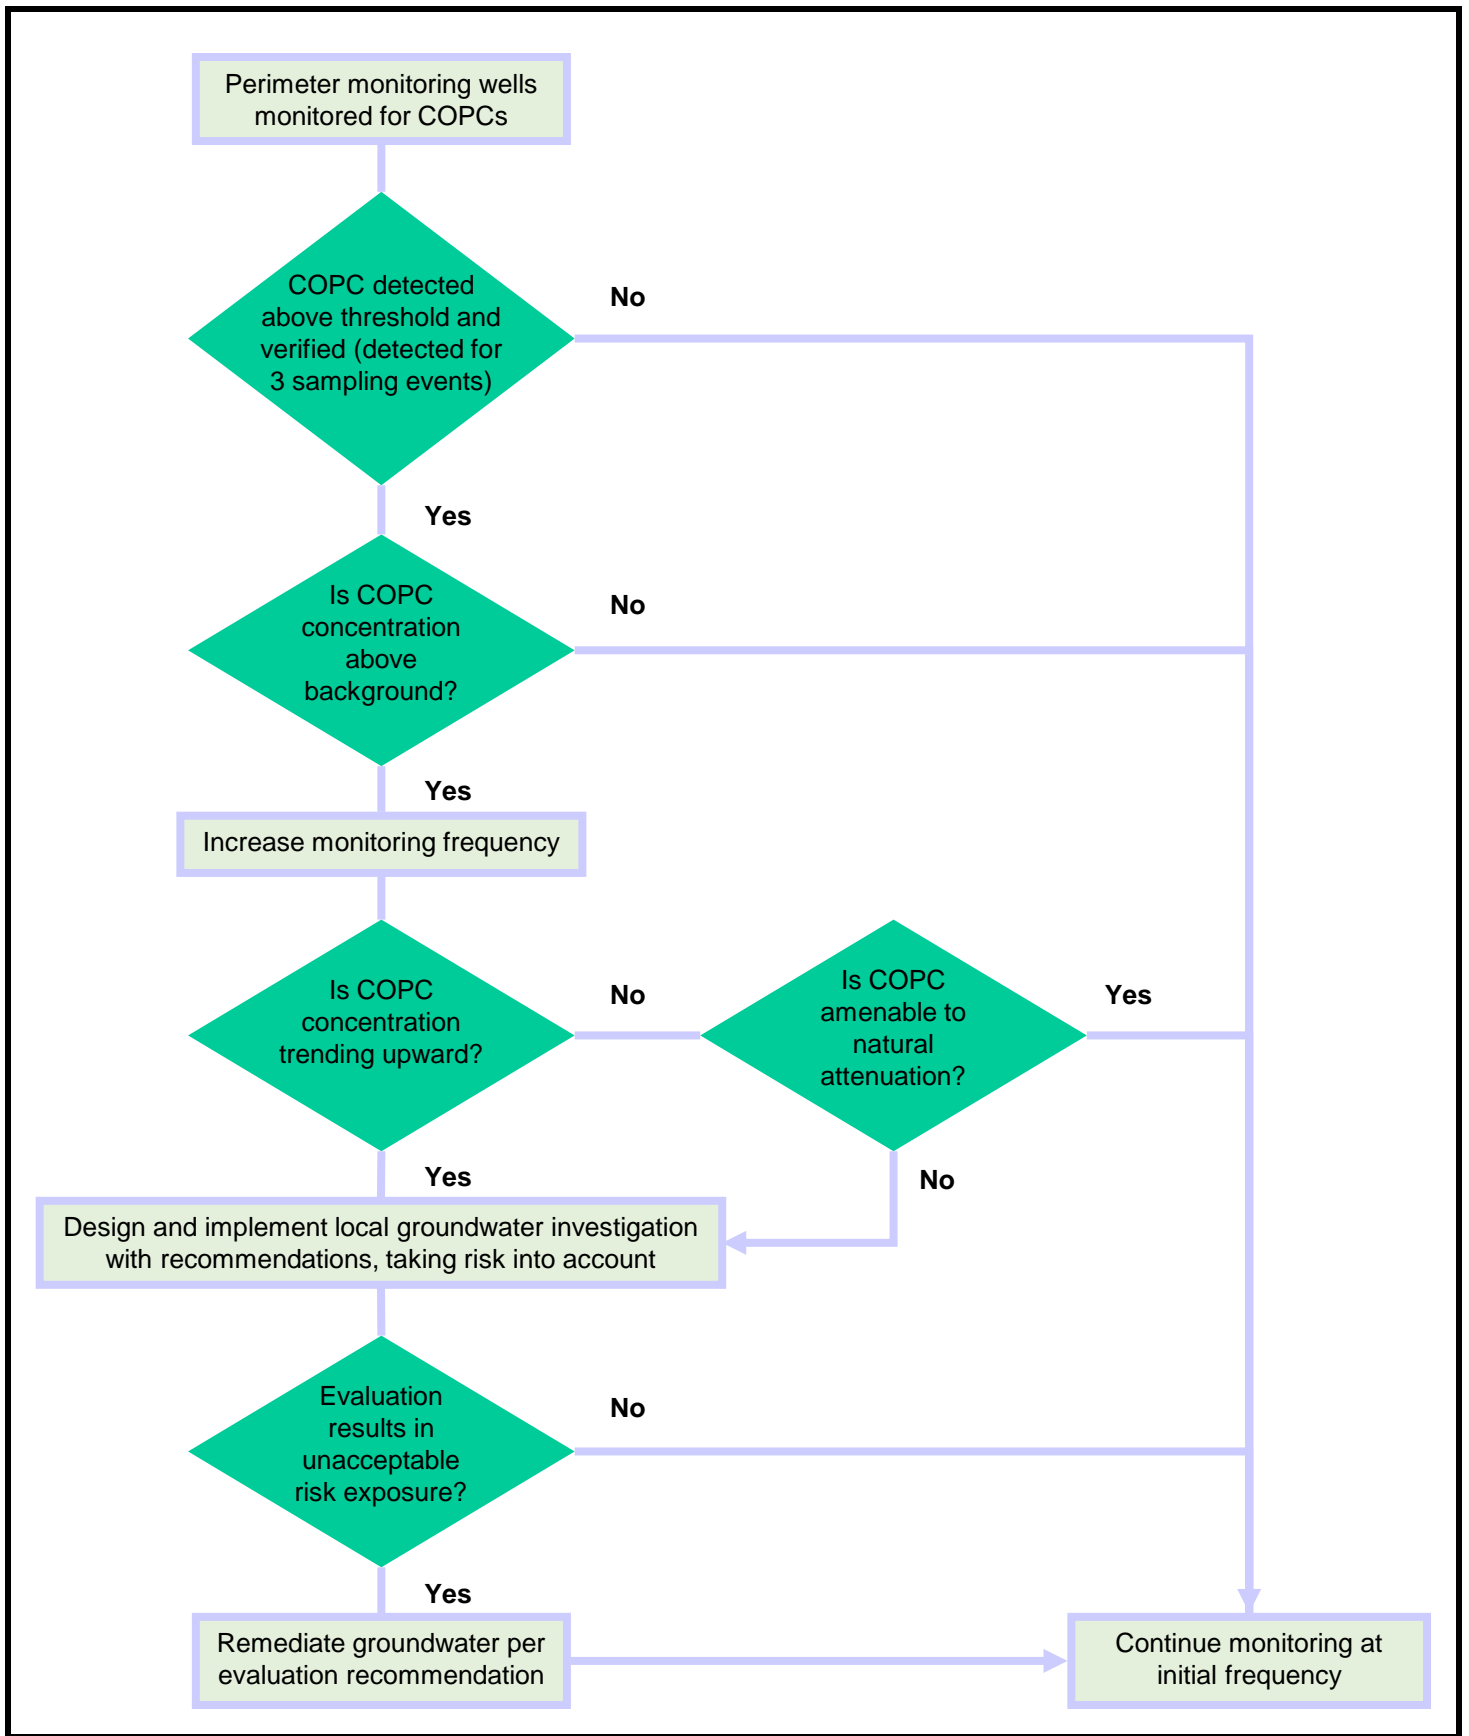 Perimeter monitoring wells
monitored for COPCs
COPC detected
above threshold and
verified (detected for
3 sampling events)
No
Yes
Is COPC
concentration
above
background?
No
Yes
Increase monitoring frequency
Is COPC
concentration
trending upward?
No
Is COPC
amenable to
natural
attenuation?
Yes
Yes
No
Design and implement local groundwater investigation
with recommendations, taking risk into account
Evaluation
results in
unacceptable
risk exposure?
No
Yes
Remediate groundwater per
evaluation recommendation
Continue monitoring at
initial frequency